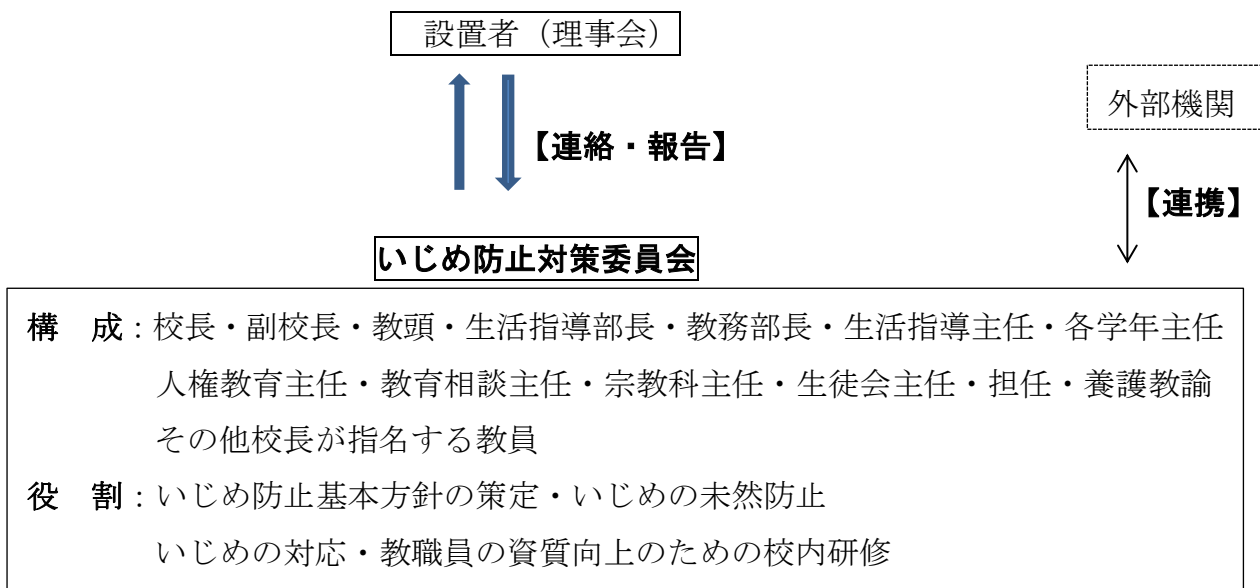 設置者（理事会）
外部機関
【連絡・報告】
【連携】
いじめ防止対策委員会
構　成：校長・副校長・教頭・生活指導部長・教務部長・生活指導主任・各学年主任
人権教育主任・教育相談主任・宗教科主任・生徒会主任・担任・養護教諭
その他校長が指名する教員
役　割：いじめ防止基本方針の策定・いじめの未然防止
いじめの対応・教職員の資質向上のための校内研修